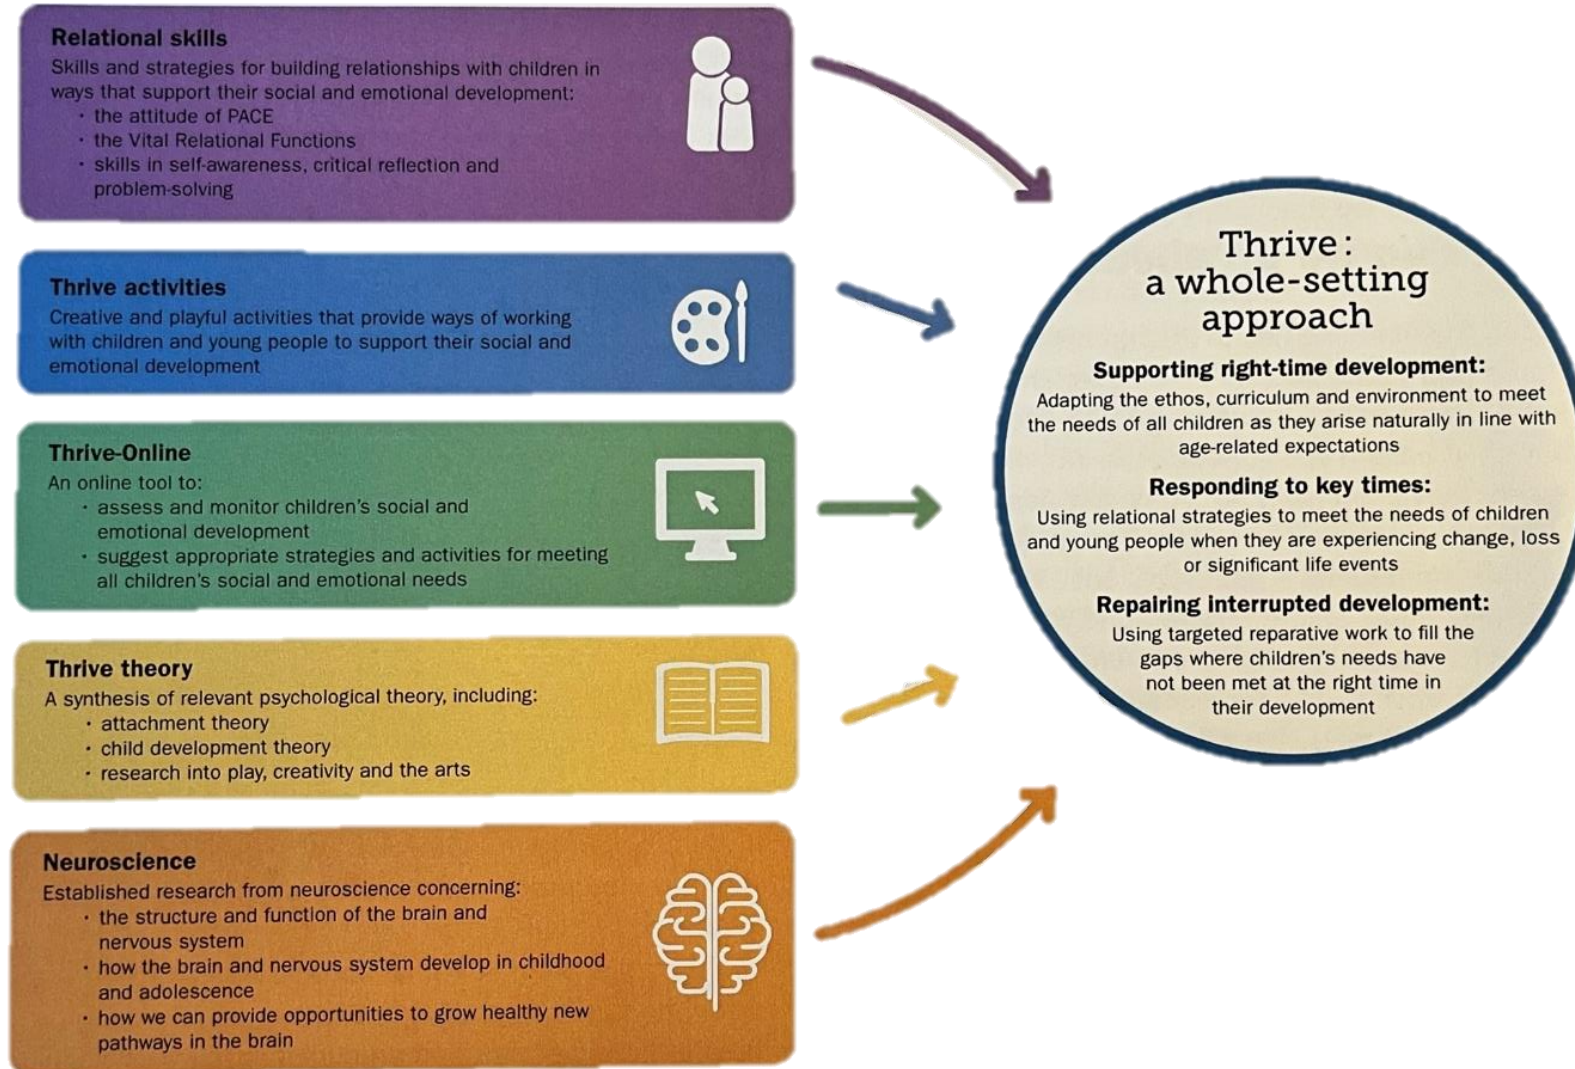 Relational skills
Skills and strategies for building relationships with children in
ways that support their social and emotional development:
· the attitude of PACE
· the Vital Relational Functions
· skills in self-awareness, critical reflection and
problem-solving
Thrive activities
Creative and playful activities that provide ways of working
with children and young people to support their social and
emotional development
Thrive-Online
An online tool to:
· assess and monitor children's social and
emotional development
· suggest appropriate strategies and activities for meeting
all children's social and emotional needs
Thrive theory
A synthesis of relevant psychological theory, including:
· attachment theory
· child development theory
· research into play, creativity and the arts
Neuroscience
Established research from neuroscience concerning:
· the structure and function of the brain and
nervous system
· how the brain and nervous system develop in childhood
and adolescence
· how we can provide opportunities to grow healthy new
pathways in the brain
Thrive:
a whole-setting
approach
Supporting right-time development:
Adapting the ethos, curriculum and environment to meet
the needs of all children as they arise naturally in line with
age-related expectations
Responding to key times:
Using relational strategies to meet the needs of children
and young people when they are experiencing change, loss
or significant life events
Repairing interrupted development:
Using targeted reparative work to fill the
gaps where children's needs have
not been met at the right time in
their development